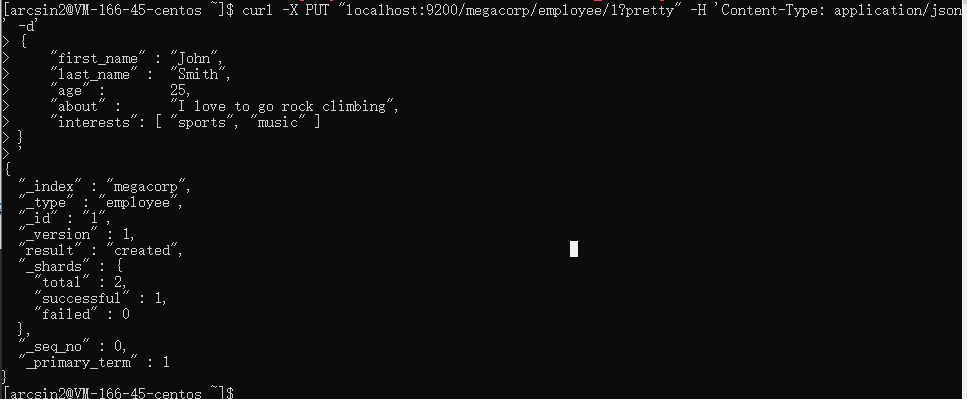 [arcsin2@VM-166-45-centos ~]$ curl -X PUT "localhost:9200/megacorp/employee/1?pretty" -H 'Content-Type: application/json
' -d'
> {
>     "first_name" : "John",
>     "last_name" :  "Smith",
>     "age" :        25,
>     "about" :      "I love to go rock climbing",
>     "interests": [ "sports", "music" ]
> }
> '
{
  "_index" : "megacorp",
  "_type" : "employee",
  "_id" : "1",
  "_version" : 1,
  "result" : "created",
  "_shards" : {
    "total" : 2,
    "successful" : 1,
    "failed" : 0
  },
  "_seq_no" : 0,
  "_primary_term" : 1
}
[arcsin2@VM-166-45-centos ~]$